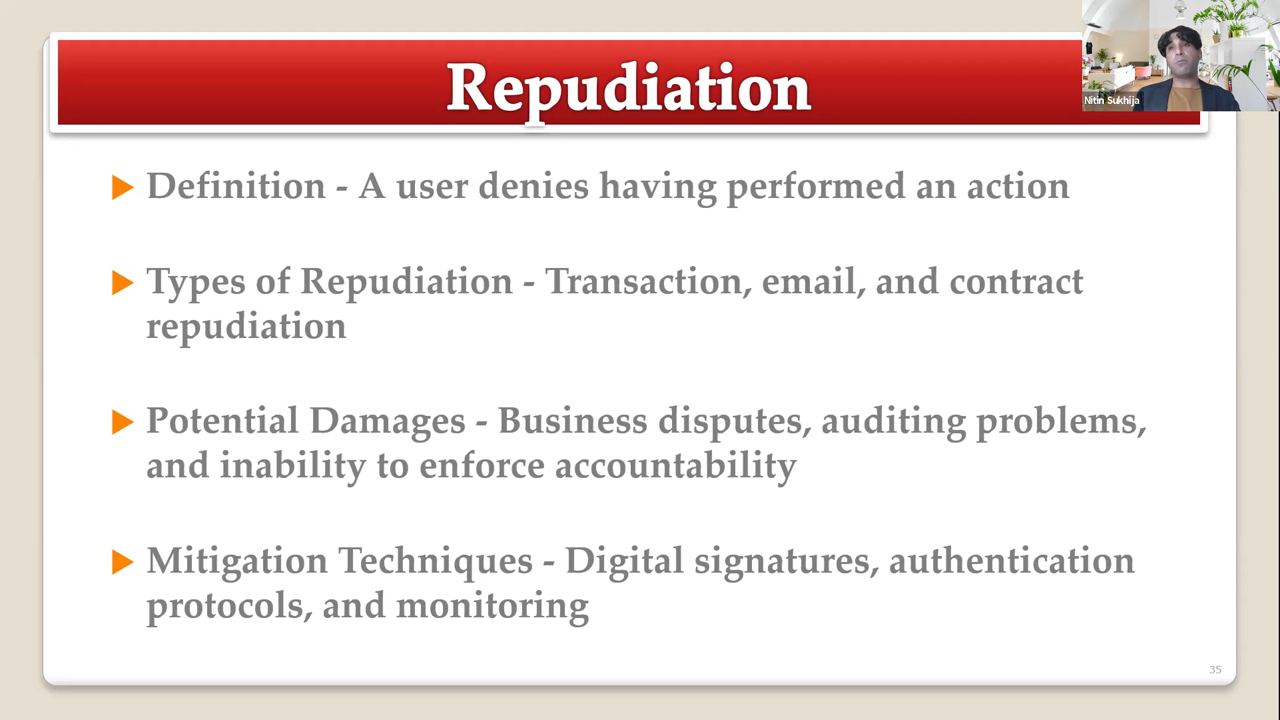 Repudiation
Nitin Sukhija
Definition - A user denies having performed an action
Types of Repudiation - Transaction, email, and contract
repudiation
Potential Damages - Business disputes, auditing problems,
and inability to enforce accountability
Mitigation Techniques - Digital signatures, authentication
protocols, and monitoring
35